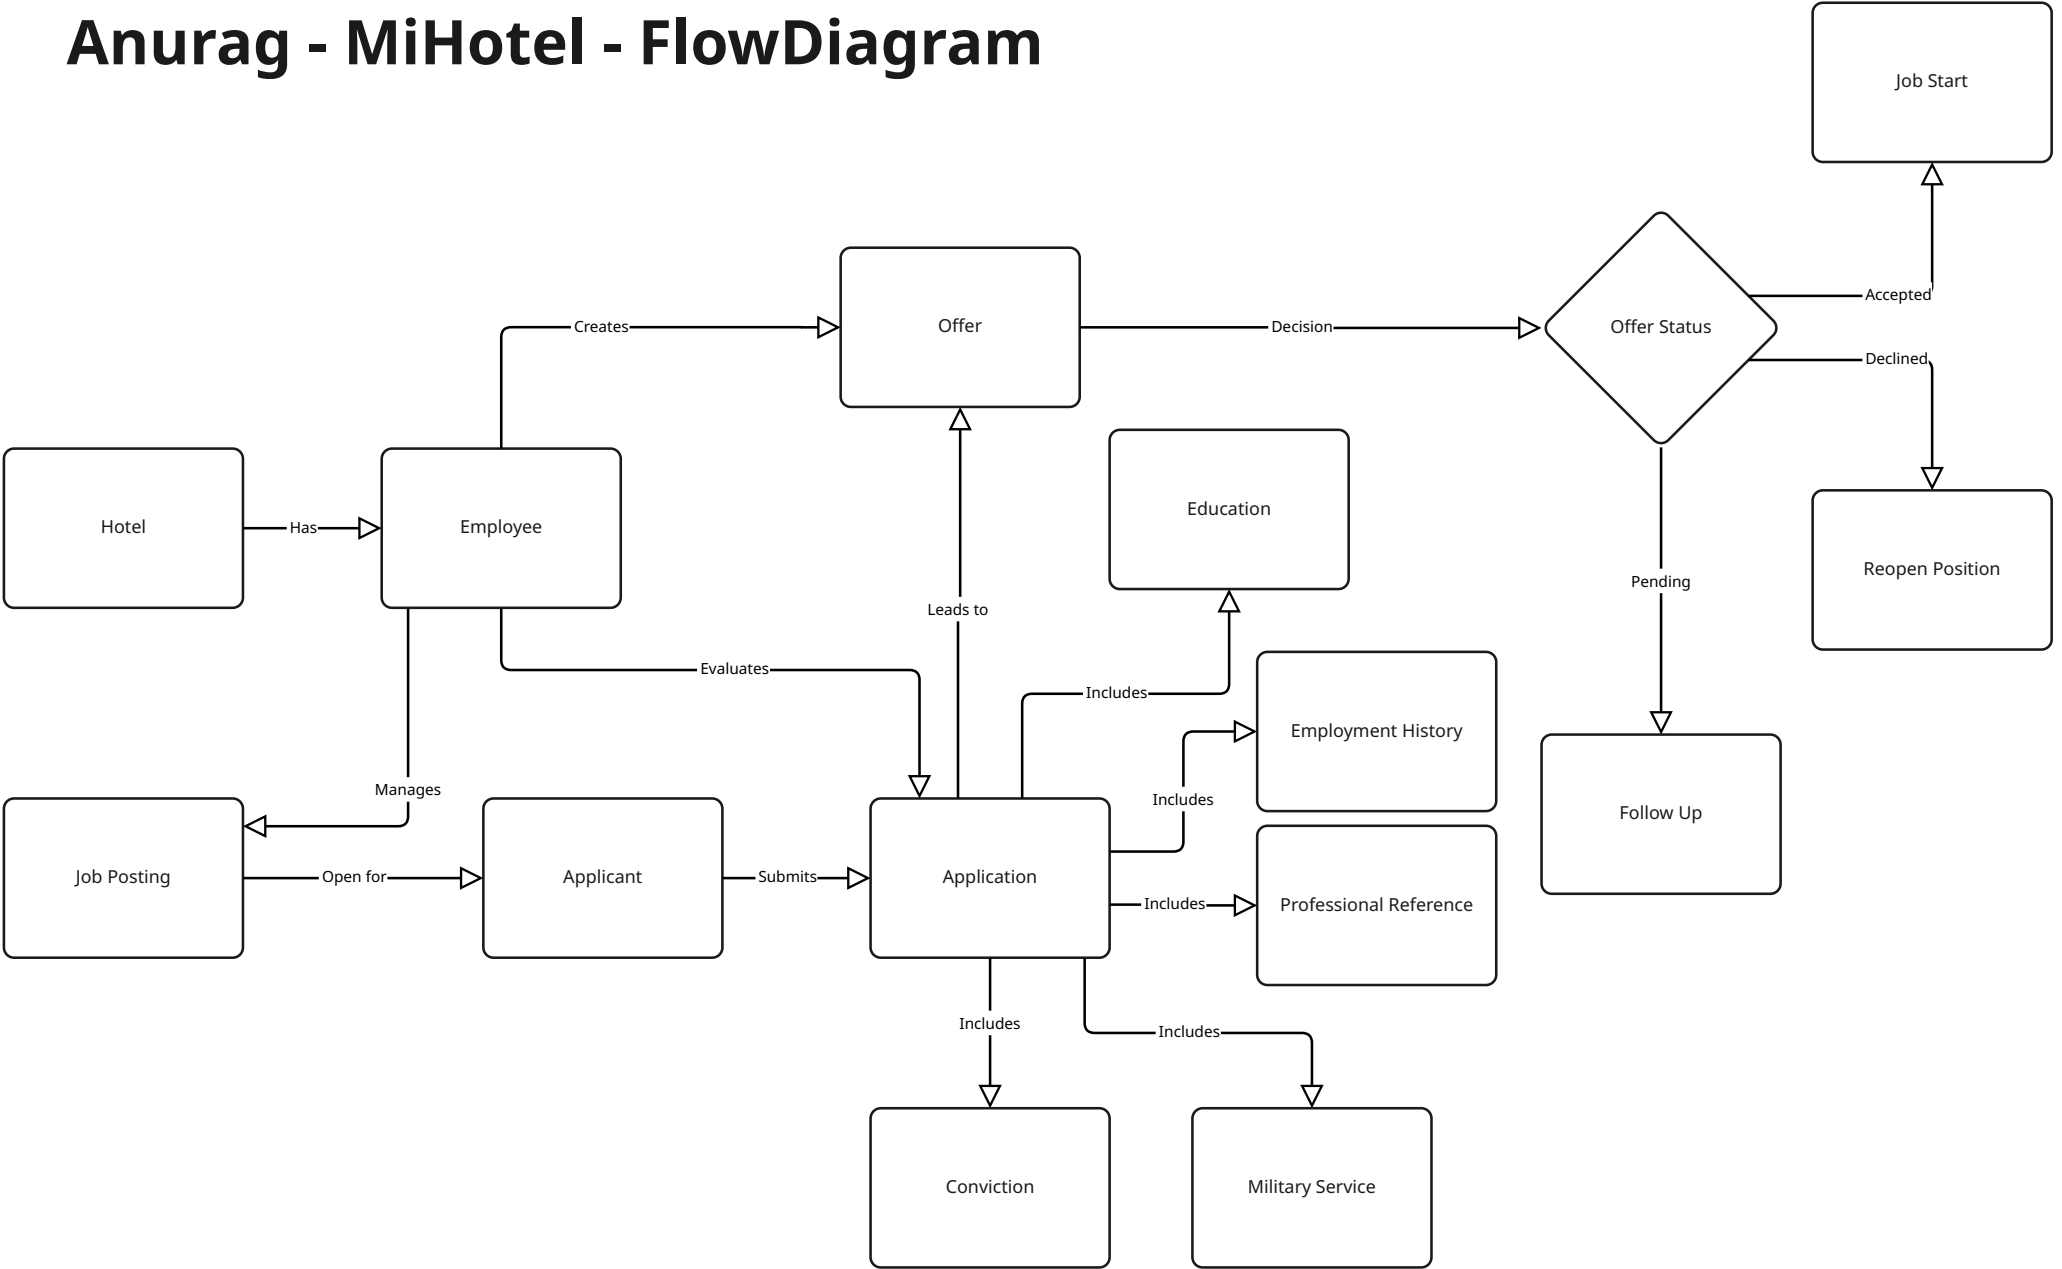 Anurag - MiHotel - FlowDiagram
Job Start
Accepted
Creates
Offer
Decision
Offer Status
Declined
Hotel
Has
Employee
Education
Reopen Position
Pending
Leads to
Evaluates
Includes
Employment History
Manages
Includes
Follow Up
Job Posting
Open for
Applicant
Submits
Application
Includes
Professional Reference
Includes
Includes
Conviction
Military Service